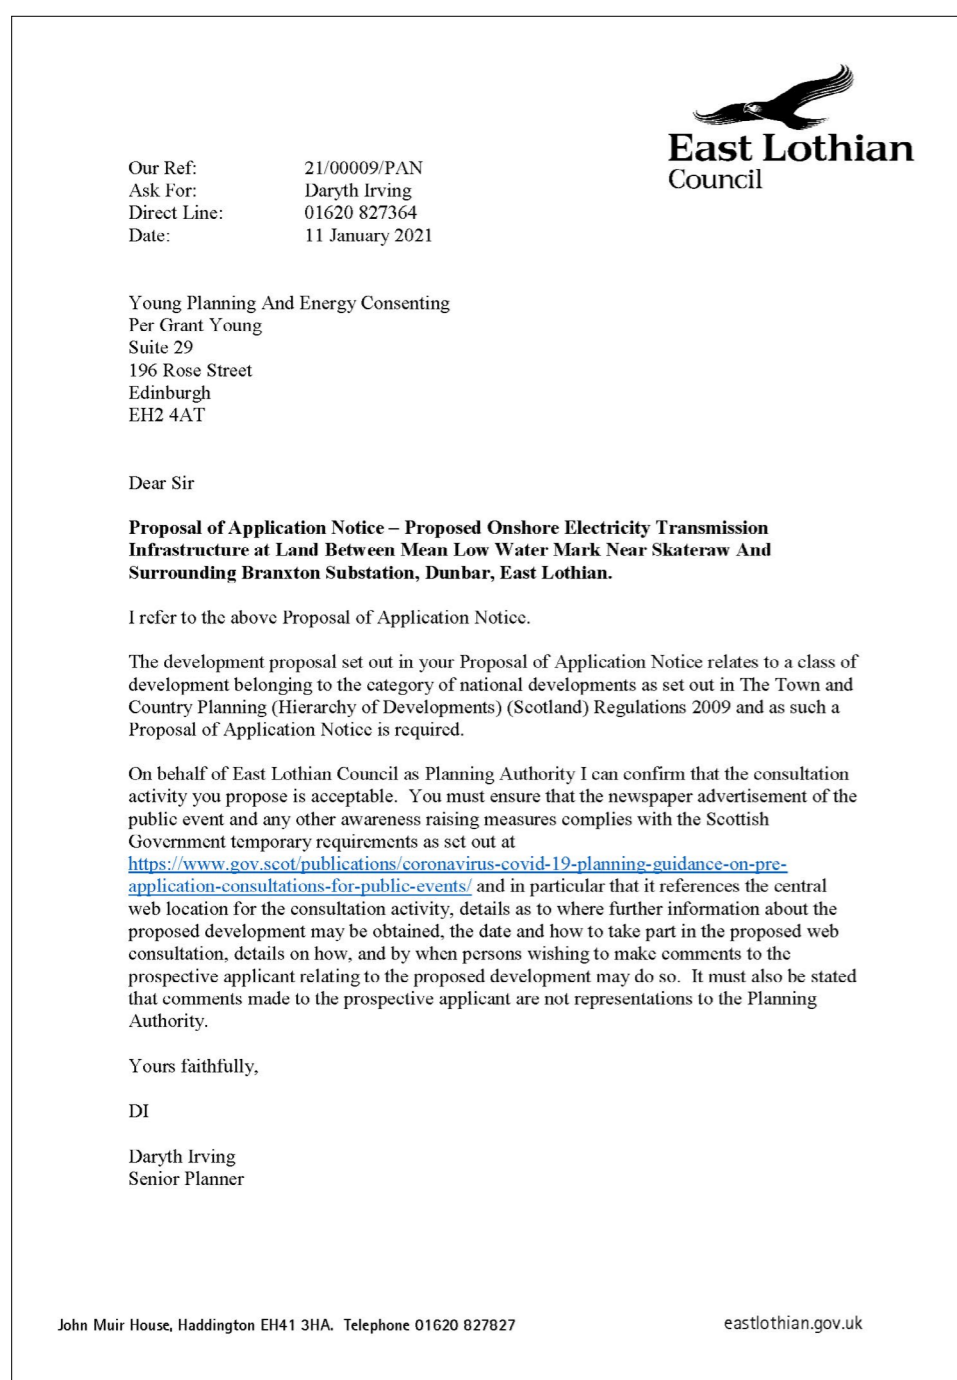 East Lothian
Council
Our Ref: 21/00009/PAN
Ask For: Daryth Irving
Direct Line: 01620 827364
Date: 11 January 2021
Young Planning And Energy Consenting
Per Grant Young
Suite 29
196 Rose Street
Edinburgh
EH2 4AT
Dear Sir
Proposal of Application Notice – Proposed Onshore Electricity Transmission
Infrastructure at Land Between Mean Low Water Mark Near Skateraw And
Surrounding Branxton Substation, Dunbar, East Lothian.
I refer to the above Proposal of Application Notice.
The development proposal set out in your Proposal of Application Notice relates to a class of
development belonging to the category of national developments as set out in The Town and
Country Planning (Hierarchy of Developments) (Scotland) Regulations 2009 and as such a
Proposal of Application Notice is required.
On behalf of East Lothian Council as Planning Authority I can confirm that the consultation
activity you propose is acceptable.  You must ensure that the newspaper advertisement of the
public event and any other awareness raising measures complies with the Scottish
Government temporary requirements as set out at
https://www.gov.scot/publications/coronavirus-covid-19-planning-guidance-on-pre-
application-consultations-for-public-events/ and in particular that it references the central
web location for the consultation activity, details as to where further information about the
proposed development may be obtained, the date and how to take part in the proposed web
consultation, details on how, and by when persons wishing to make comments to the
prospective applicant relating to the proposed development may do so.  It must also be stated
that comments made to the prospective applicant are not representations to the Planning
Authority.
Yours faithfully,
DI
Daryth Irving
Senior Planner
John Muir House, Haddington EH41 3HA.  Telephone 01620 827827
eastlothian.gov.uk